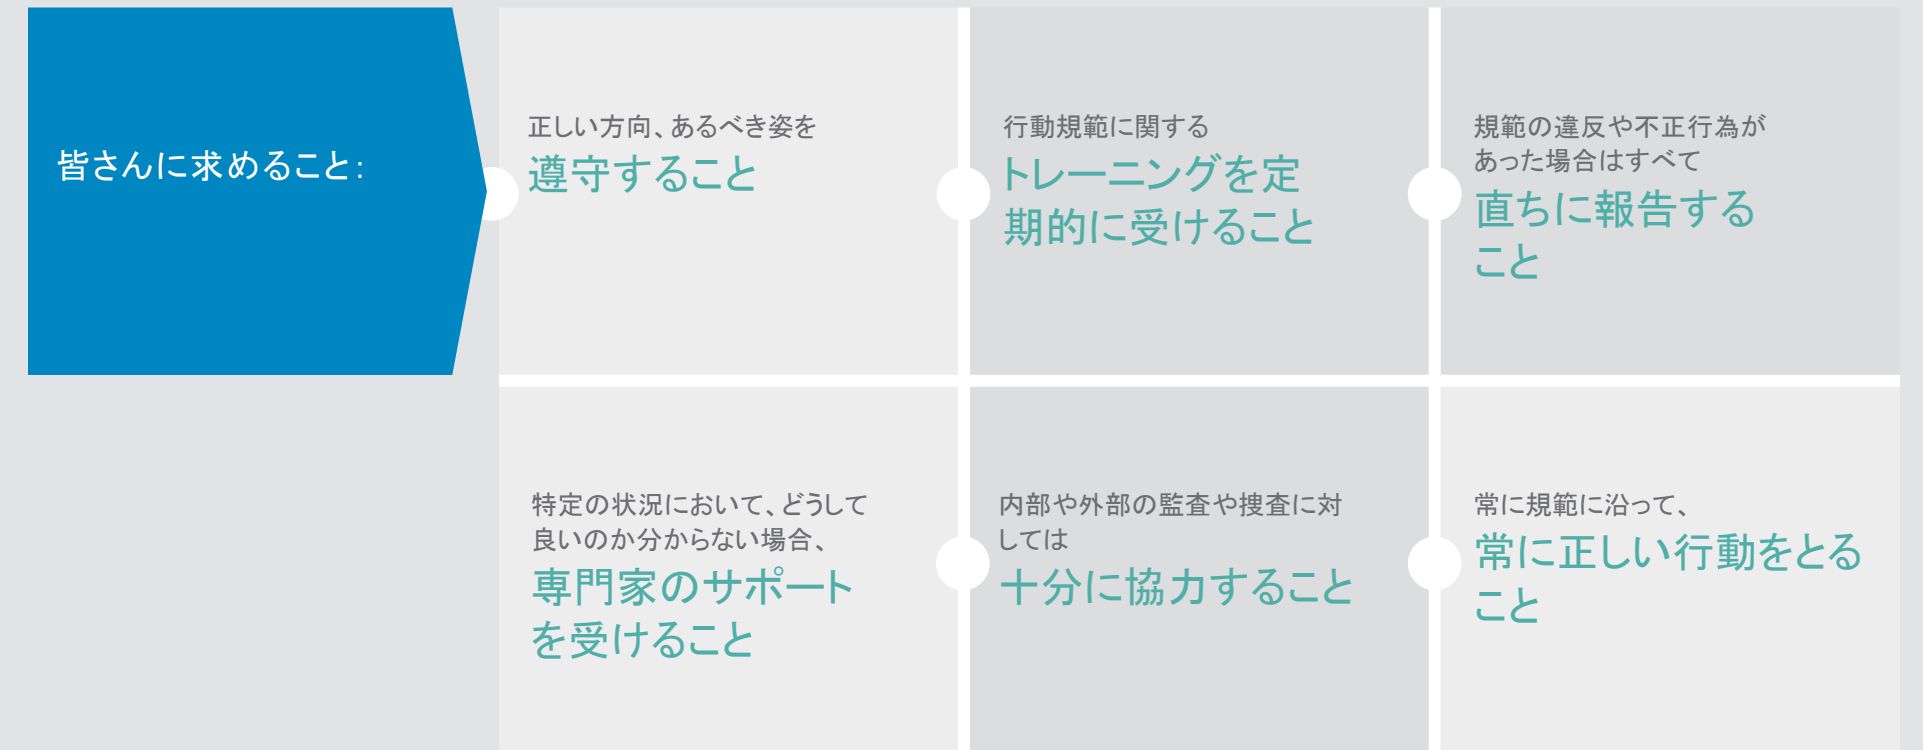 皆さんに求めること:
正しい方向、あるべき姿を
遵守すること
行動規範に関する
トレーニングを定
期的に受けること
規範の違反や不正行為が
あった場合はすべて
直ちに報告する
こと
特定の状況において、どうして
良いのか分からない場合、
専門家のサポート
を受けること
内部や外部の監査や捜査に対
しては
十分に協力すること
常に規範に沿って、
常に正しい行動をとる
こと